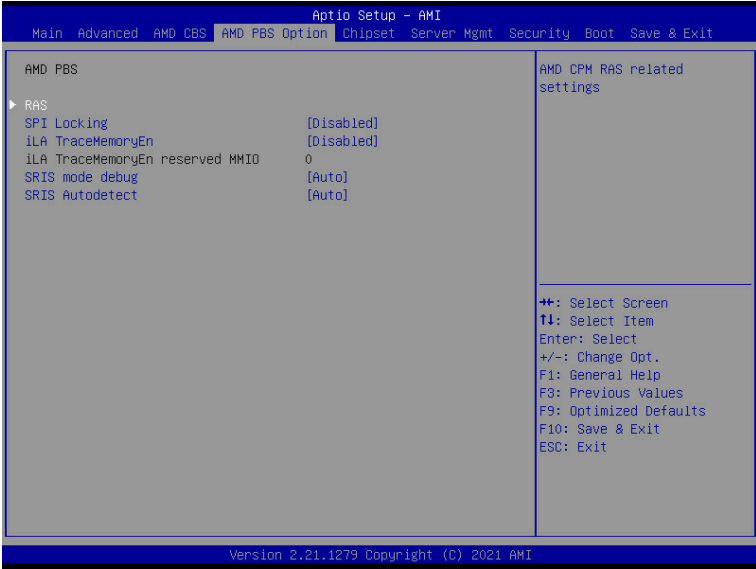 Aptio Setup – AMI
Main Advanced AMD CBS AMD PBS Option Chipset Server Mgmt Security Boot Save & Exit
AMD PBS
RAS
SPI Locking [Disabled]
iLA TraceMemoryEn [Disabled]
iLA TraceMemoryEn reserved MMIO 0
SRIS mode debug [Auto]
SRIS Autodetect [Auto]
AMD CPM RAS related
settings
→←: Select Screen
↑↓: Select Item
Enter: Select
+/-: Change Opt.
F1: General Help
F3: Previous Values
F9: Optimized Defaults
F10: Save & Exit
ESC: Exit
Version 2.21.1279 Copyright (C) 2021 AMI